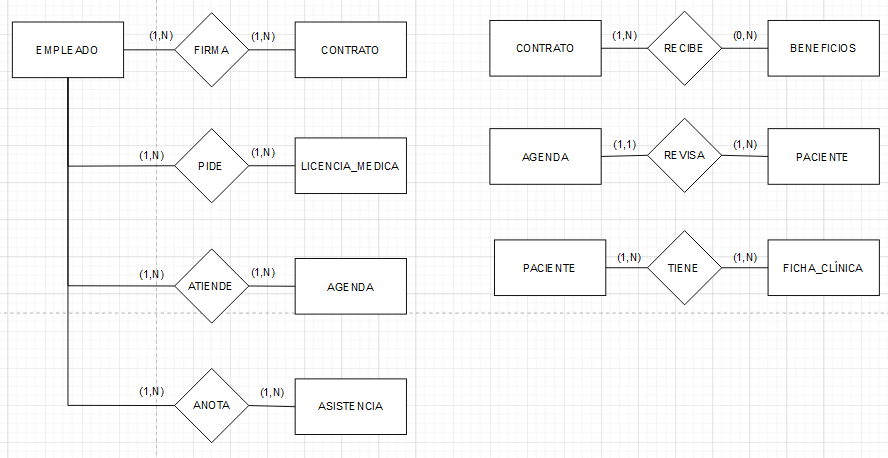 EMPLEADO (1,N) FIRMA (1,N) CONTRATO
(1,N) PIDE (1,N) LICENCIA_MEDICA
(1,N) ATIENDE (1,N) AGENDA
(1,N) ANOTA (1,N) ASISTENCIA
CONTRATO (1,N) RECIBE (0,N) BENEFICIOS
AGENDA (1,1) REVISA (1,N) PACIENTE
PACIENTE (1,N) TIENE (1,N) FICHA_CLÍNICA